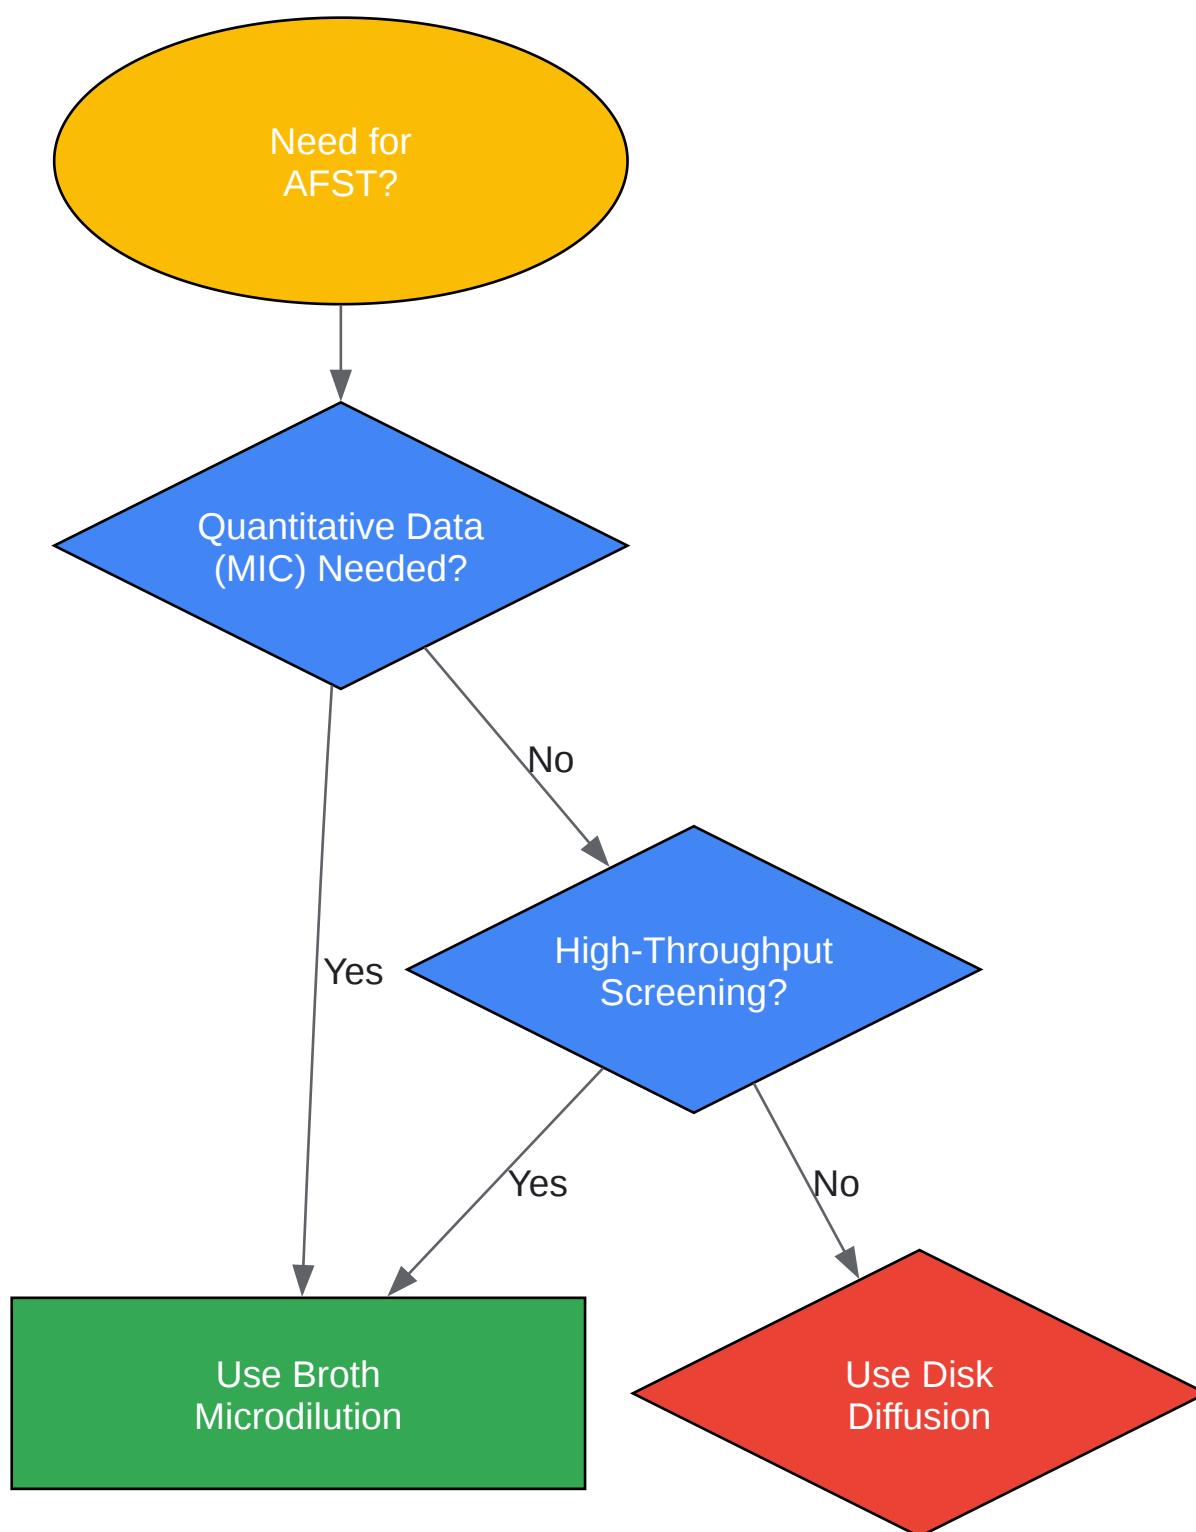 Need for
AFST?
Quantitative Data
(MIC) Needed?
No
High-Throughput
Screening?
Yes
Yes
No
Use Broth
Microdilution
Use Disk
Diffusion